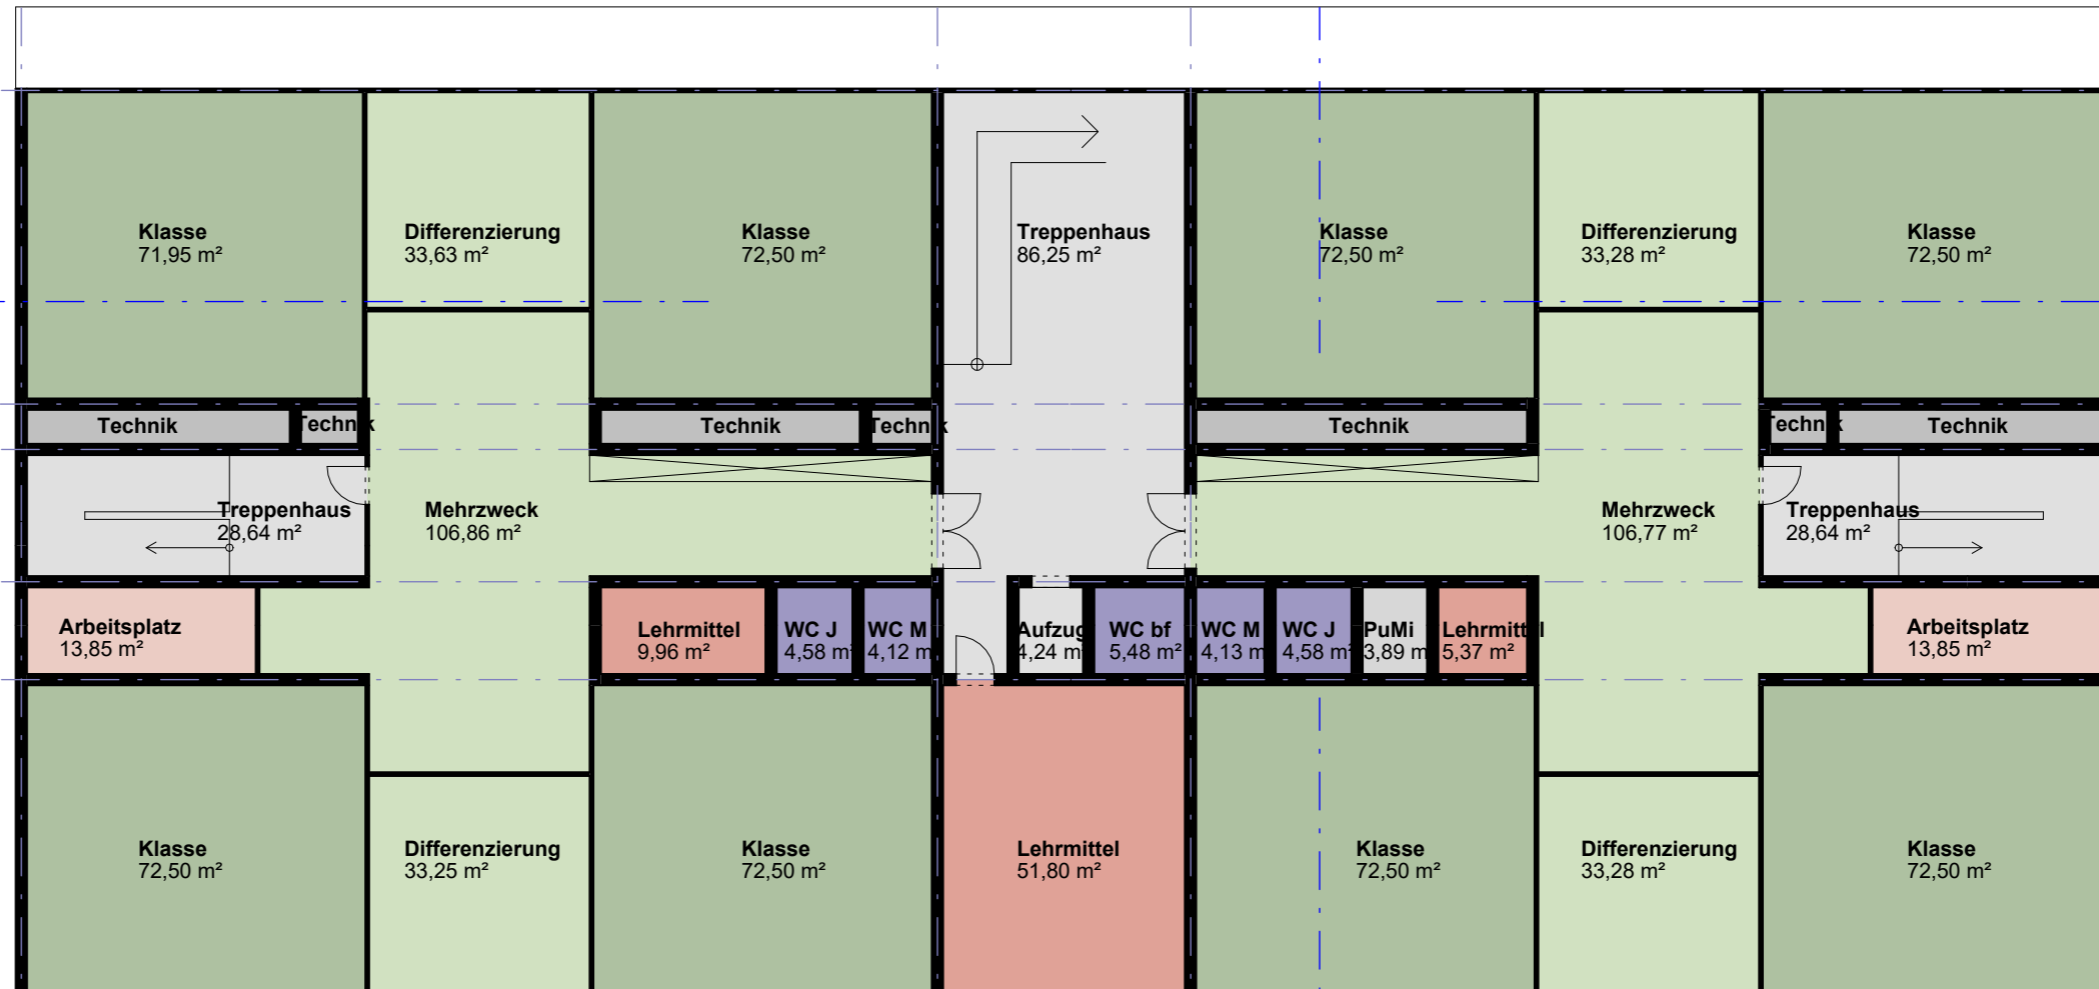 Klasse
71,95 m²
Differenzierung
33,63 m²
Klasse
72,50 m²
Treppenhaus
86,25 m²
Klasse
72,50 m²
Differenzierung
33,28 m²
Klasse
72,50 m²
Technik
Technik
Technik
Technik
Technik
Technik
Technik
Treppenhaus
28,64 m²
Mehrzweck
106,86 m²
Mehrzweck
106,77 m²
Treppenhaus
28,64 m²
Arbeitsplatz
13,85 m²
Lehrmittel
9,96 m²
WC J
4,58 m²
WC M
4,12 m
Aufzug
4,24 m²
WC bf
5,48 m²
WC M
4,13 m
WC J
4,58 m²
PuMi
3,89 m
Lehrmittel
5,37 m²
Arbeitsplatz
13,85 m²
Klasse
72,50 m²
Differenzierung
33,25 m²
Klasse
72,50 m²
Lehrmittel
51,80 m²
Klasse
72,50 m²
Differenzierung
33,28 m²
Klasse
72,50 m²